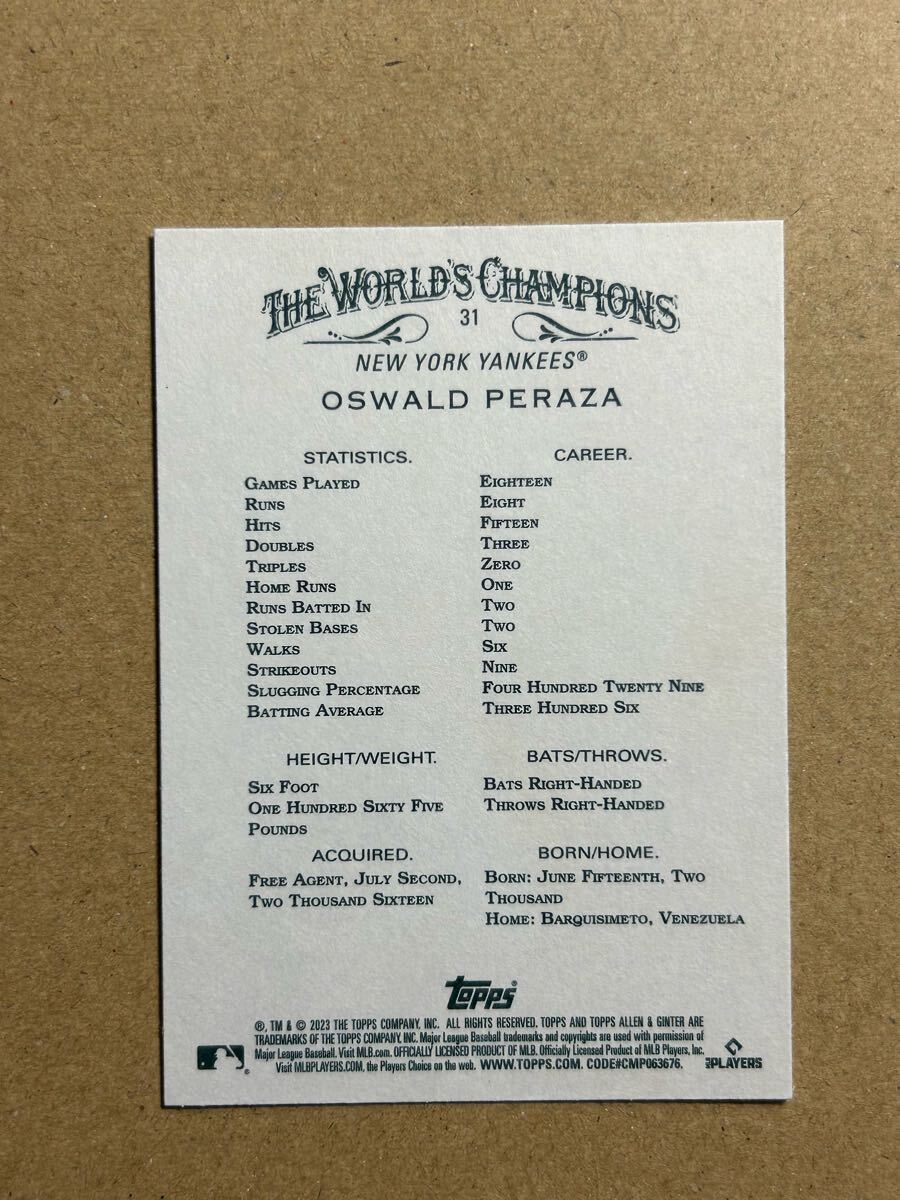 THE WORLD'S CHAMPIONS
31
NEW YORK YANKEES®
OSWALD PERAZA
STATISTICS. CAREER.
GAMES PLAYED EIGHTEEN
RUNS EIGHT
HITS FIFTEEN
DOUBLES THREE
TRIPLES ZERO
HOME RUNS ONE
RUNS BATTED IN TWO
STOLEN BASES TWO
WALKS SIX
STRIKEOUTS NINE
SLUGGING PERCENTAGE FOUR HUNDRED TWENTY NINE
BATTING AVERAGE THREE HUNDRED SIX
HEIGHT/WEIGHT.
SIX FOOT
ONE HUNDRED SIXTY FIVE
POUNDS
BATS/THROWS.
BATS RIGHT-HANDED
THROWS RIGHT-HANDED
ACQUIRED.
FREE AGENT, JULY SECOND,
TWO THOUSAND SIXTEEN
BORN/HOME.
BORN: JUNE FIFTEENTH, TWO
THOUSAND
HOME: BARQUISIMETO, VENEZUELA
topps®
®, TM & © 2023 THE TOPPS COMPANY, INC. ALL RIGHTS RESERVED. TOPPS AND TOPPS ALLEN & GINTER ARE
TRADEMARKS OF THE TOPPS COMPANY, INC. Major League Baseball trademarks and copyrights are used with permission of
Major League Baseball. Visit MLB.com. OFFICIALLY LICENSED PRODUCT OF MLB. Officially Licensed Product of MLB Players, Inc.
Visit MLBPLAYERS.COM, the Players Choice on the web. WWW.TOPPS.COM. CODE#CMP063676.
®
MLB PLAYERS